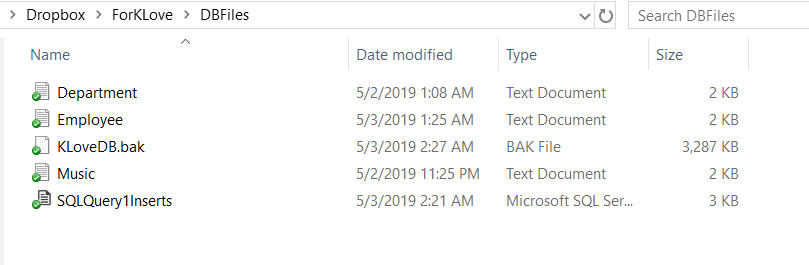 Dropbox > ForKLove > DBFiles Search DBFiles
Name Date modified Type Size
Department 5/2/2019 1:08 AM Text Document 2 KB
Employee 5/3/2019 1:25 AM Text Document 2 KB
KLoveDB.bak 5/3/2019 2:27 AM BAK File 3,287 KB
Music 5/2/2019 11:25 PM Text Document 2 KB
SQLQuery1Inserts 5/3/2019 2:21 AM Microsoft SQL Ser... 3 KB